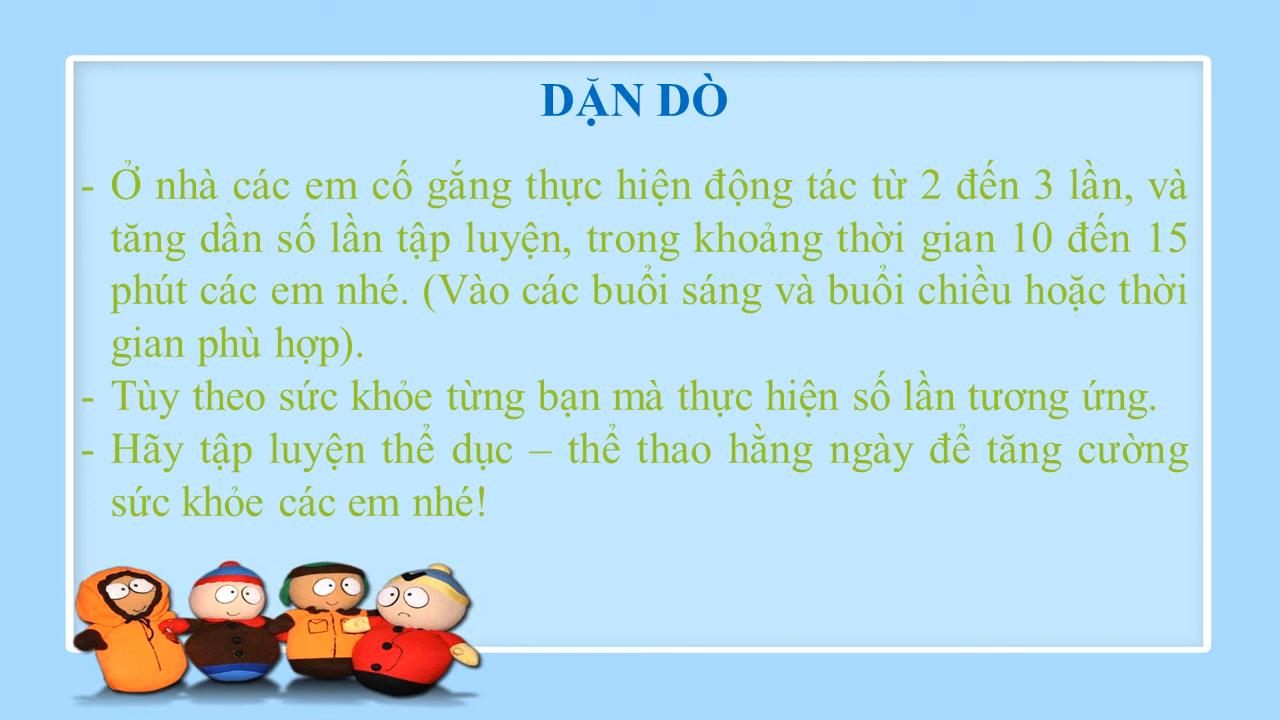 DẶN DÒ
- Ở nhà các em cố gắng thực hiện động tác từ 2 đến 3 lần, và
tăng dần số lần tập luyện, trong khoảng thời gian 10 đến 15
phút các em nhé. (Vào các buổi sáng và buổi chiều hoặc thời
gian phù hợp).
- Tùy theo sức khỏe từng bạn mà thực hiện số lần tương ứng.
- Hãy tập luyện thể dục – thể thao hằng ngày để tăng cường
sức khỏe các em nhé!